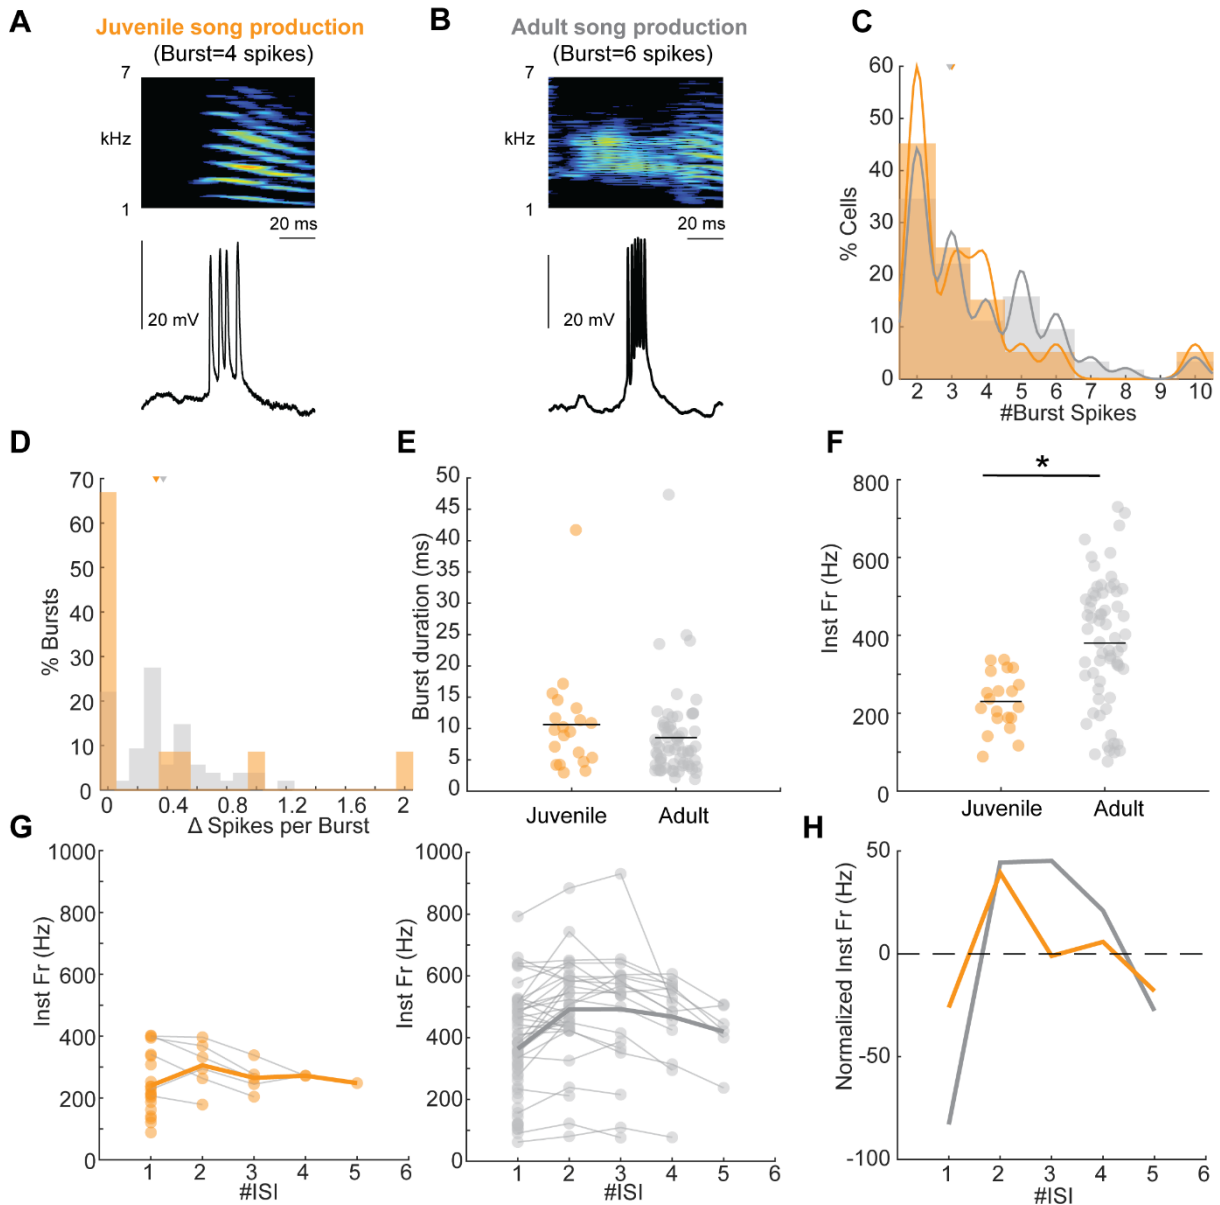 A
Juvenile song production
(Burst=4 spikes)
7
kHz
1
20 ms
20 mV
B
Adult song production
(Burst=6 spikes)
7
kHz
1
20 ms
20 mV
C
60
50
40
30
20
10
0
% Cells
2 3 4 5 6 7 8 9 10
#Burst Spikes
D
70
60
50
40
30
20
10
0
% Bursts
0 0.4 0.8 1.2 1.6 2
Δ Spikes per Burst
E
50
45
40
35
30
25
20
15
10
5
0
Burst duration (ms)
Juvenile Adult
F
*
800
600
400
200
0
Inst Fr (Hz)
Juvenile Adult
G
1000
800
600
400
200
0
Inst Fr (Hz)
1 2 3 4 5 6
#ISI
1000
800
600
400
200
0
Inst Fr (Hz)
1 2 3 4 5 6
#ISI
H
50
0
-50
-100
Normalized Inst Fr (Hz)
1 2 3 4 5 6
#ISI